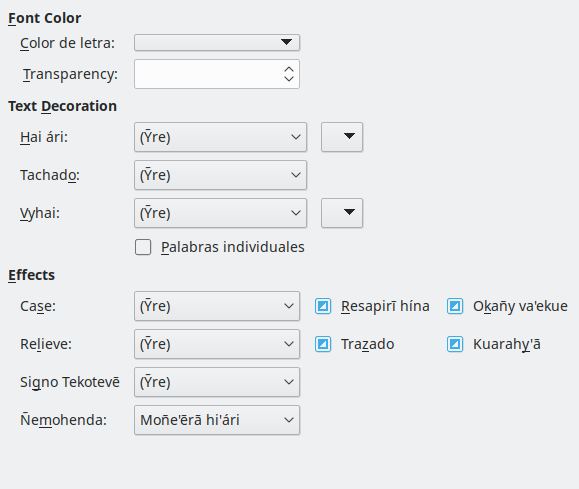 Font Color
Color de letra:
Transparency:
Text Decoration
Hai ári: (Ỹre)
Tachado: (Ỹre)
Vyhai: (Ỹre)
Palabras individuales
Effects
Case: (Ỹre) Resapirĩ hína Okañy va'ekue
Relieve: (Ỹre) Trazado Kuarahy'ã
Signo Tekotevẽ (Ỹre)
Ñemohenda: Moñe'ẽrã hi'ári